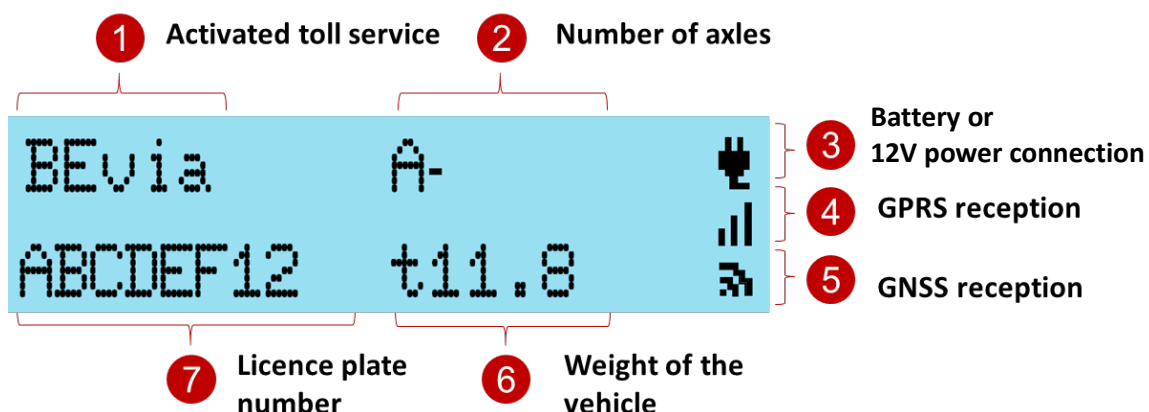 1 Activated toll service
2 Number of axles
BEvia A-
3 Battery or
12V power connection
4 GPRS reception
ABCDEF12 t11.8
5 GNSS reception
7 Licence plate
number
6 Weight of the
vehicle